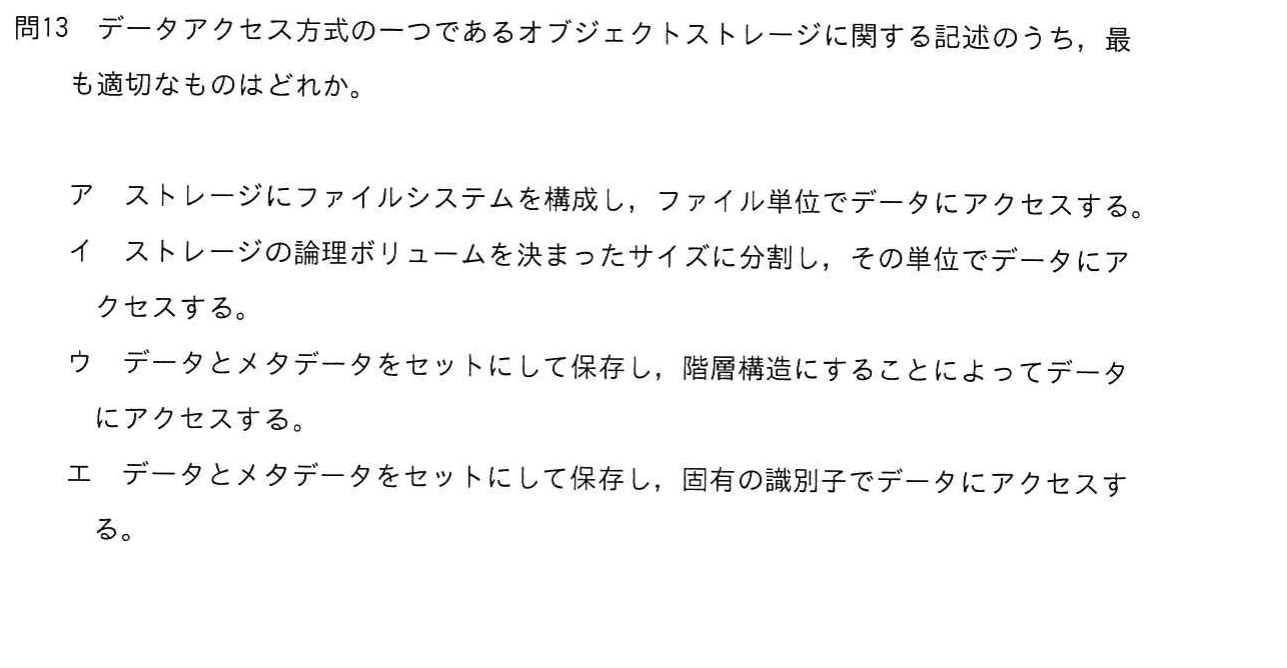 問13　データアクセス方式の一つであるオブジェクトストレージに関する記述のうち，最
も適切なものはどれか。
ア　ストレージにファイルシステムを構成し，ファイル単位でデータにアクセスする。
イ　ストレージの論理ボリュームを決まったサイズに分割し，その単位でデータにア
クセスする。
ウ　データとメタデータをセットにして保存し，階層構造にすることによってデータ
にアクセスする。
エ　データとメタデータをセットにして保存し，固有の識別子でデータにアクセスす
る。